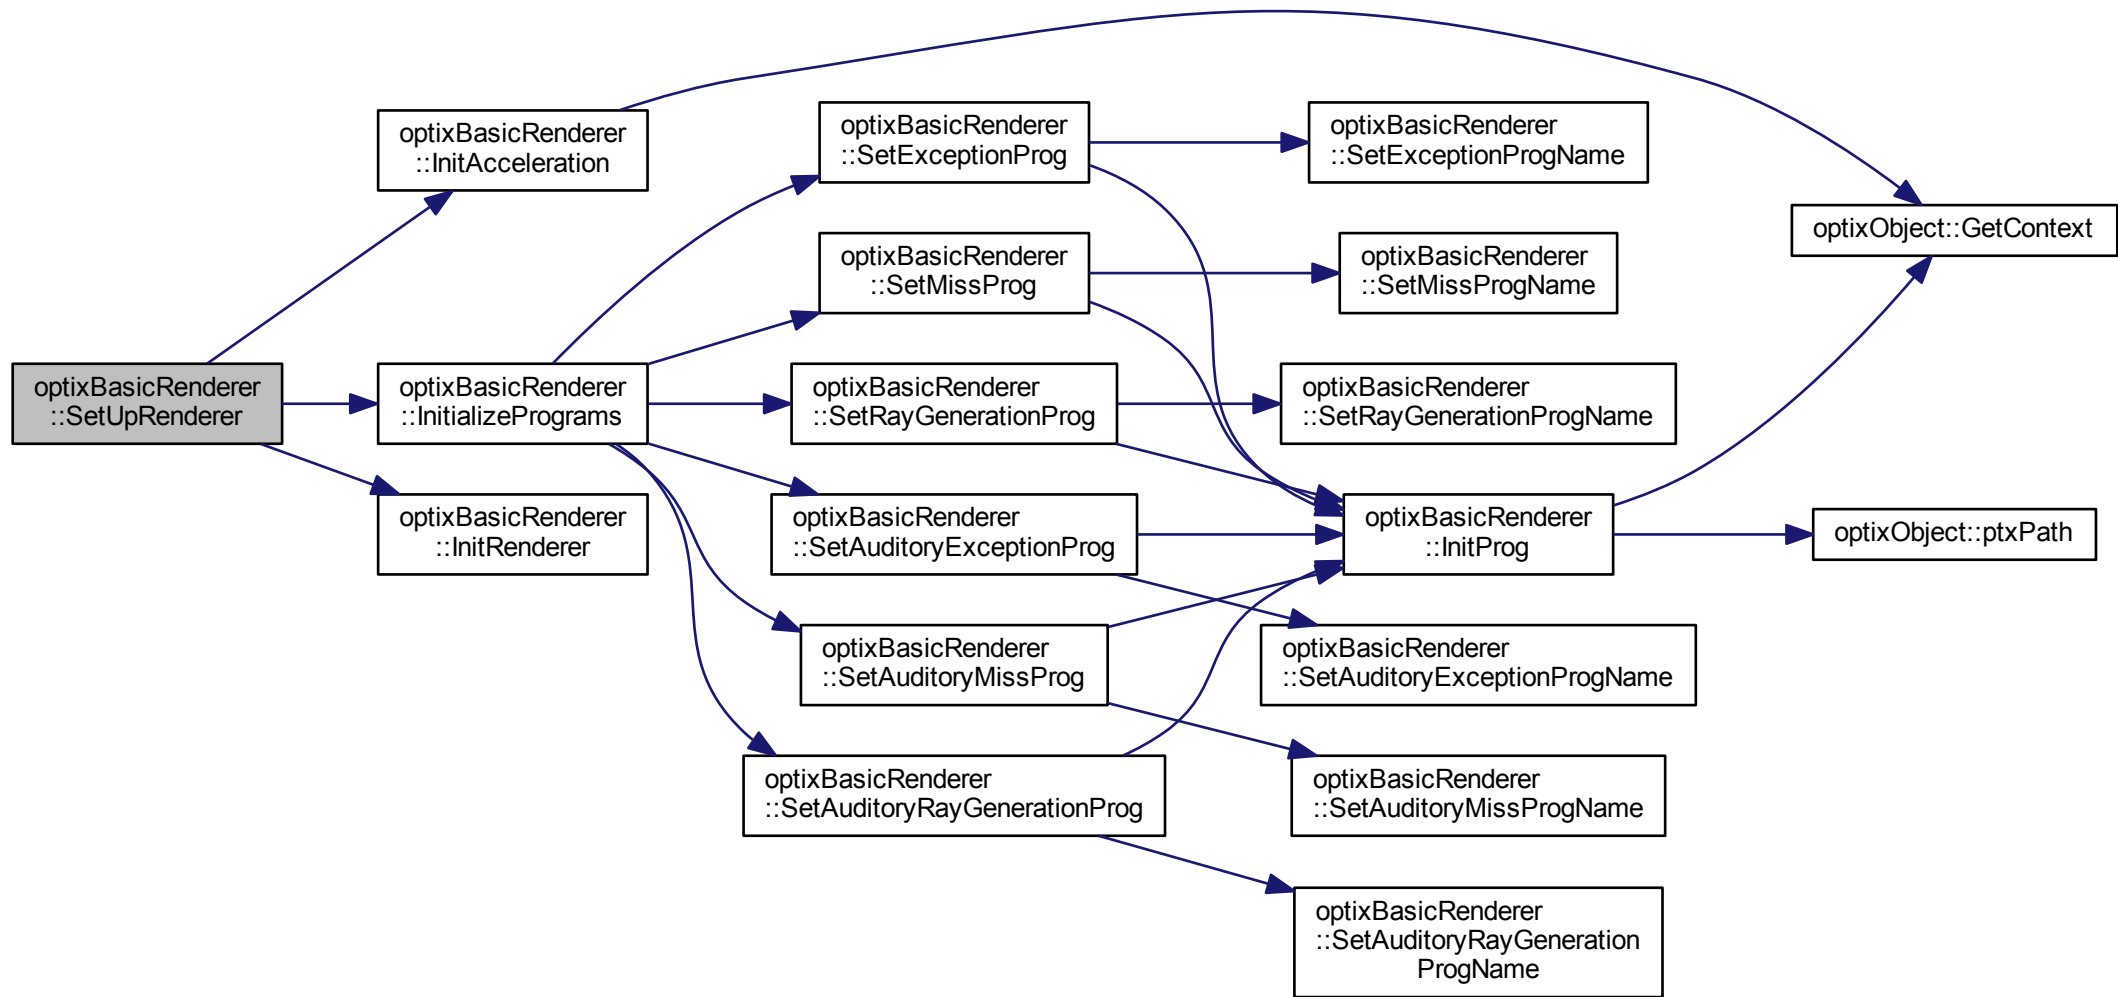 optixBasicRenderer
::SetUpRenderer
optixBasicRenderer
::InitAcceleration
optixBasicRenderer
::InitializePrograms
optixBasicRenderer
::InitRenderer
optixBasicRenderer
::SetExceptionProg
optixBasicRenderer
::SetMissProg
optixBasicRenderer
::SetRayGenerationProg
optixBasicRenderer
::SetAuditoryExceptionProg
optixBasicRenderer
::SetAuditoryMissProg
optixBasicRenderer
::SetAuditoryRayGenerationProg
optixBasicRenderer
::SetExceptionProgName
optixBasicRenderer
::SetMissProgName
optixBasicRenderer
::SetRayGenerationProgName
optixBasicRenderer
::InitProg
optixBasicRenderer
::SetAuditoryExceptionProgName
optixBasicRenderer
::SetAuditoryMissProgName
optixBasicRenderer
::SetAuditoryRayGeneration
ProgName
optixObject::GetContext
optixObject::ptxPath